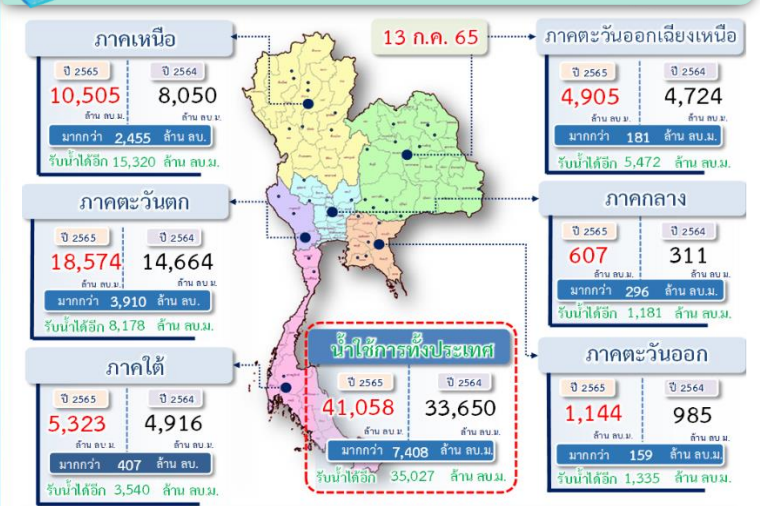 13 ก.ค. 65
ภาคเหนือ
ปี 2565 ปี 2564
10,505 8,050
ล้าน ลบ ม. ล้าน ลบ ม.
มากกว่า 2,455 ล้าน ลบ.
รับน้ำได้อีก 15,320 ล้าน ลบ.ม.
ภาคตะวันออกเฉียงเหนือ
ปี 2565 ปี 2564
4,905 4,724
ล้าน ลบ ม. ล้าน ลบ ม.
มากกว่า 181 ล้าน ลบ.ม.
รับน้ำได้อีก 5,472 ล้าน ลบ.ม.
ภาคตะวันตก
ปี 2565 ปี 2564
18,574 14,664
ล้าน ลบ ม. ล้าน ลบ ม.
มากกว่า 3,910 ล้าน ลบ.
รับน้ำได้อีก 8,178 ล้าน ลบ.ม.
ภาคกลาง
ปี 2565 ปี 2564
607 311
ล้าน ลบ ม. ล้าน ลบ ม.
มากกว่า 296 ล้าน ลบ.ม.
รับน้ำได้อีก 1,181 ล้าน ลบ.ม.
ภาคใต้
ปี 2565 ปี 2564
5,323 4,916
ล้าน ลบ ม. ล้าน ลบ ม.
มากกว่า 407 ล้าน ลบ.
รับน้ำได้อีก 3,540 ล้าน ลบ.ม.
น้ำใช้การทั้งประเทศ
ปี 2565 ปี 2564
41,058 33,650
ล้าน ลบ ม. ล้าน ลบ ม.
มากกว่า 7,408 ล้าน ลบ.ม.
รับน้ำได้อีก 35,027 ล้าน ลบ.ม.
ภาคตะวันออก
ปี 2565 ปี 2564
1,144 985
ล้าน ลบ ม. ล้าน ลบ ม.
มากกว่า 159 ล้าน ลบ.ม.
รับน้ำได้อีก 1,335 ล้าน ลบ.ม.